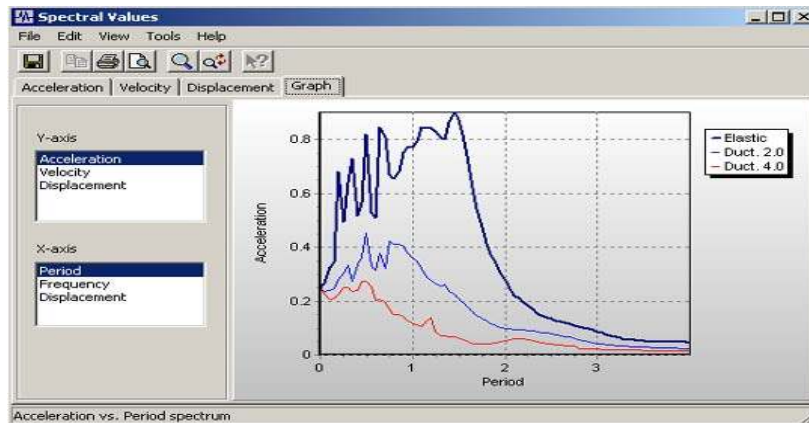 Spectral Values
File Edit View Tools Help
Acceleration Velocity Displacement Graph
Y-axis
Acceleration
Velocity
Displacement
X-axis
Period
Frequency
Displacement
Acceleration
0.8
0.6
0.4
0.2
0
0 1 2 3
Period
Elastic
Duct. 2.0
Duct. 4.0
Acceleration vs. Period spectrum